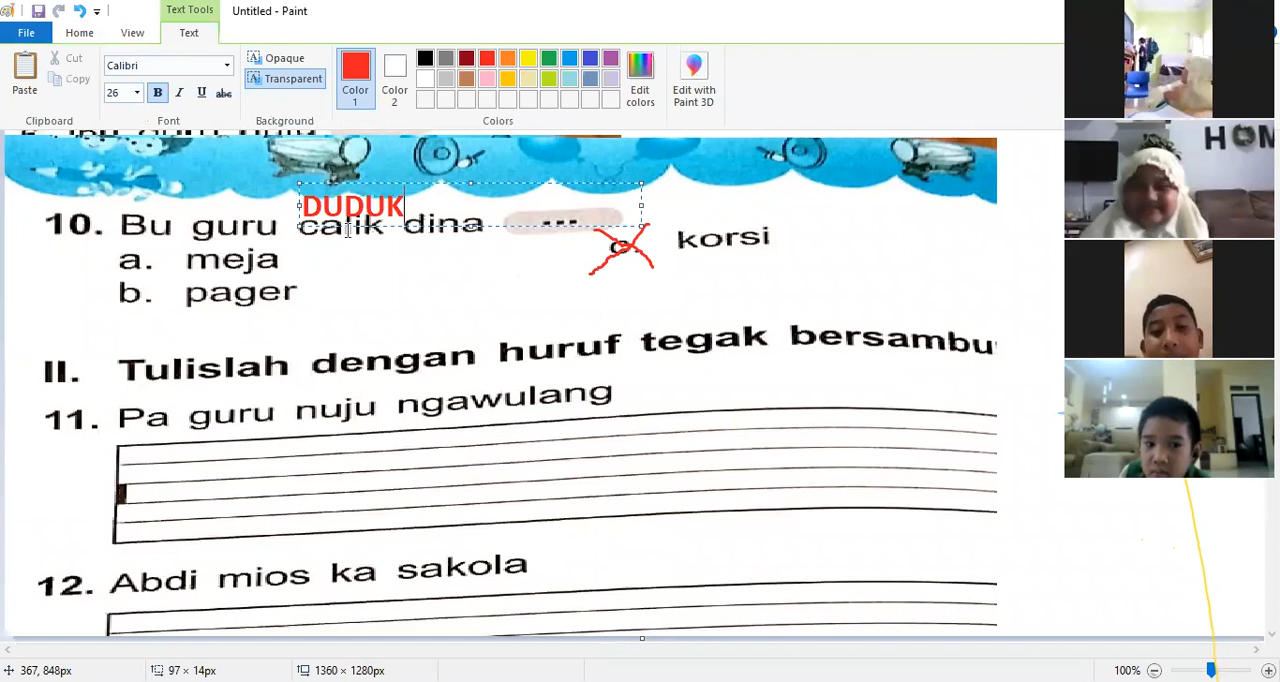 Text Tools
Untitled - Paint
File
Home
View
Text
Paste
Cut
Copy
Clipboard
Calibri
26
B I U abc
Font
Opaque
Transparent
Background
Color 1
Color 2
Edit colors
Edit with Paint 3D
Colors
DUDUK
10. Bu guru calik dina ...
a. meja
b. pager
c. korsi
II. Tulislah dengan huruf tegak bersambu
11. Pa guru nuju ngawulang
12. Abdi mios ka sakola
367, 848px
97 × 14px
1360 × 1280px
100%
HOM